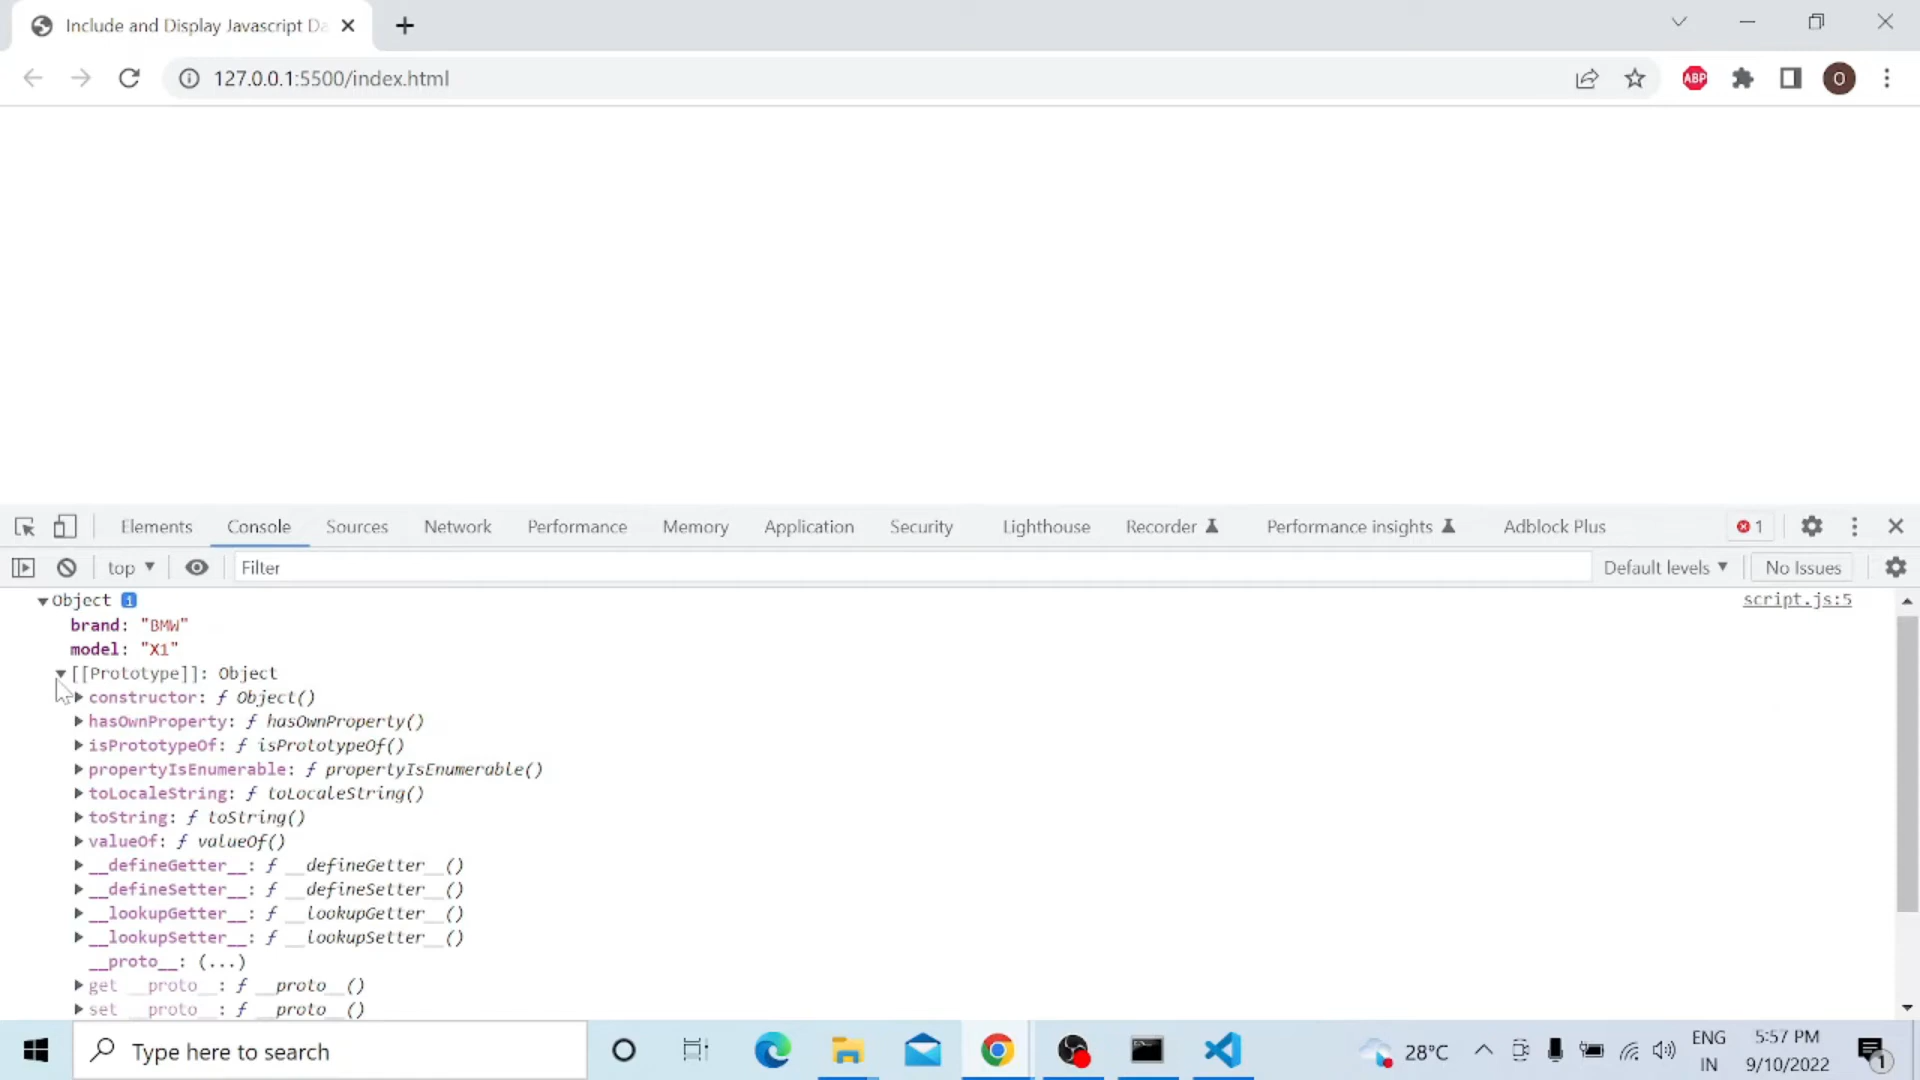 Include and Display Javascript Da
127.0.0.1:5500/index.html
ABP
O
Elements Console Sources Network Performance Memory Application Security Lighthouse Recorder Performance insights Adblock Plus 1
top Filter Default levels No Issues
Object i script.js:5
brand: "BMW"
model: "X1"
[[Prototype]]: Object
constructor: ƒ Object()
hasOwnProperty: ƒ hasOwnProperty()
isPrototypeOf: ƒ isPrototypeOf()
propertyIsEnumerable: ƒ propertyIsEnumerable()
toLocaleString: ƒ toLocaleString()
toString: ƒ toString()
valueOf: ƒ valueOf()
__defineGetter__: ƒ __defineGetter__()
__defineSetter__: ƒ __defineSetter__()
__lookupGetter__: ƒ __lookupGetter__()
__lookupSetter__: ƒ __lookupSetter__()
__proto__: (...)
get __proto__: ƒ __proto__()
set __proto__: ƒ __proto__()
Type here to search
28°C
ENG
IN
5:57 PM
9/10/2022
1